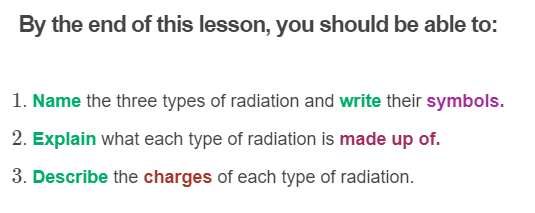 By the end of this lesson, you should be able to:
1. Name the three types of radiation and write their symbols.
2. Explain what each type of radiation is made up of.
3. Describe the charges of each type of radiation.